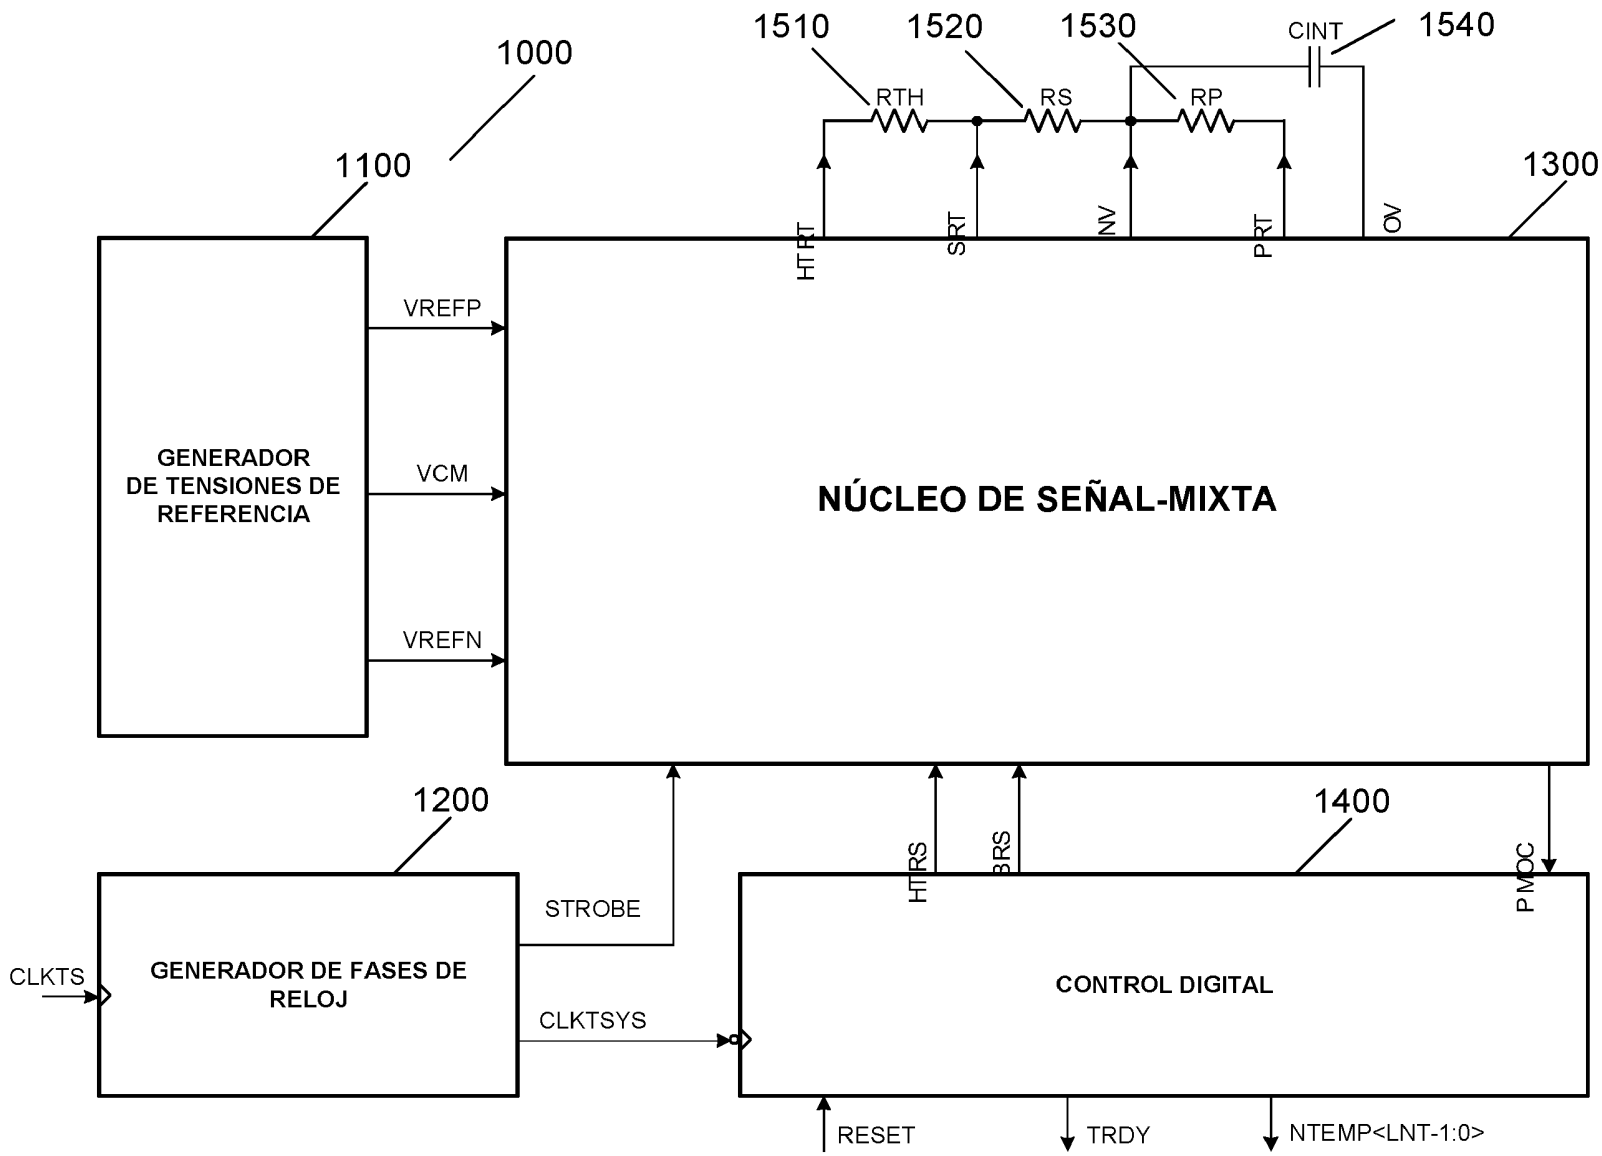 1510
1520
1530
CINT
1540
1000
RTH
RS
RP
1100
1300
HTRT
SRT
NV
PRT
OV
VREFP
GENERADOR
DE TENSIONES DE
REFERENCIA
VCM
NÚCLEO DE SEÑAL-MIXTA
VREFN
1200
1400
HTRS
BRS
PMOC
STROBE
CLKTS
GENERADOR DE FASES DE
RELOJ
CLKTSYS
CONTROL DIGITAL
RESET
TRDY
NTEMP<LNT-1:0>